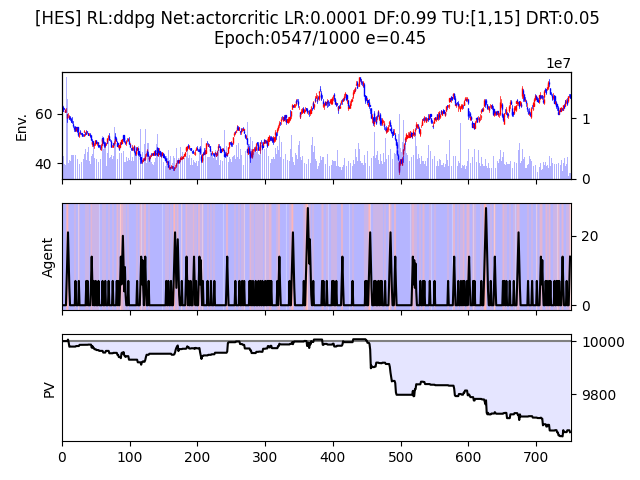 [HES] RL:ddpg Net:actorcritic LR:0.0001 DF:0.99 TU:[1,15] DRT:0.05
Epoch:0547/1000 e=0.45
1e7
Env.
60
40
1
0
Agent
20
0
PV
10000
9800
0 100 200 300 400 500 600 700